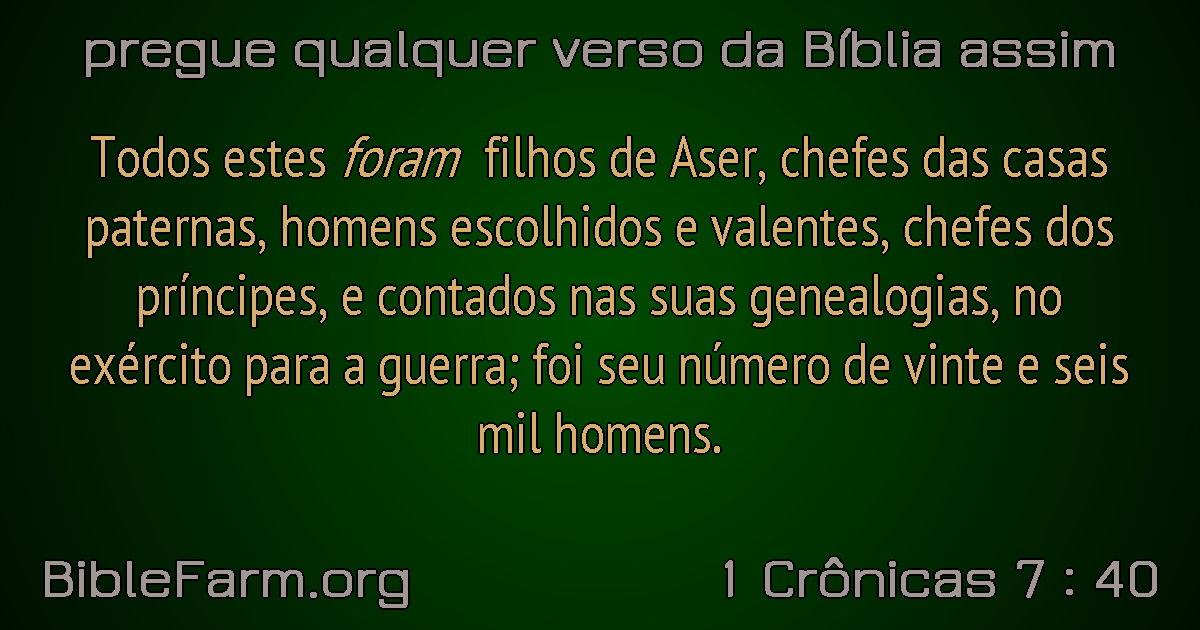 pregue qualquer verso da Bíblia assim
Todos estes foram filhos de Aser, chefes das casas
paternas, homens escolhidos e valentes, chefes dos
príncipes, e contados nas suas genealogias, no
exército para a guerra; foi seu número de vinte e seis
mil homens.
BibleFarm.org
1 Crônicas 7 : 40